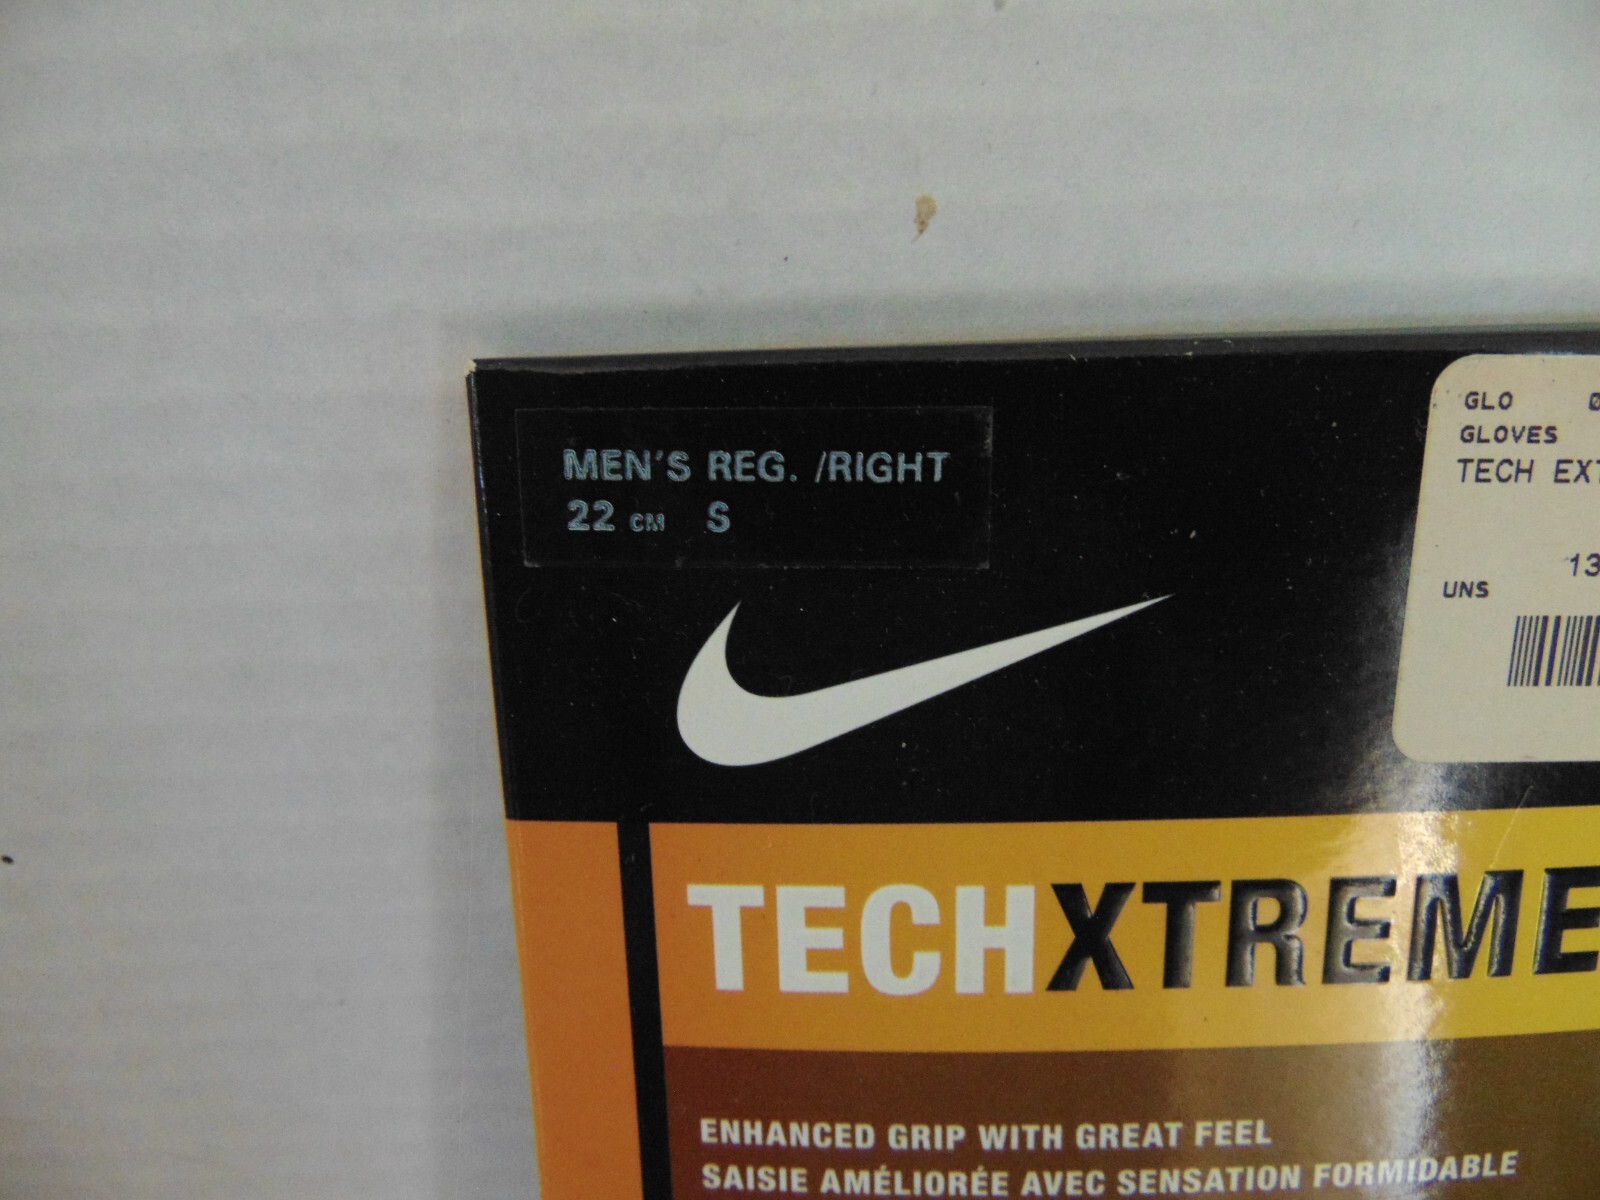 MEN'S REG. /RIGHT
22 CM S
GLO
GLOVES
TECH EXT
13
UNS
TECHXTREME
ENHANCED GRIP WITH GREAT FEEL
SAISIE AMÉLIORÉE AVEC SENSATION FORMIDABLE